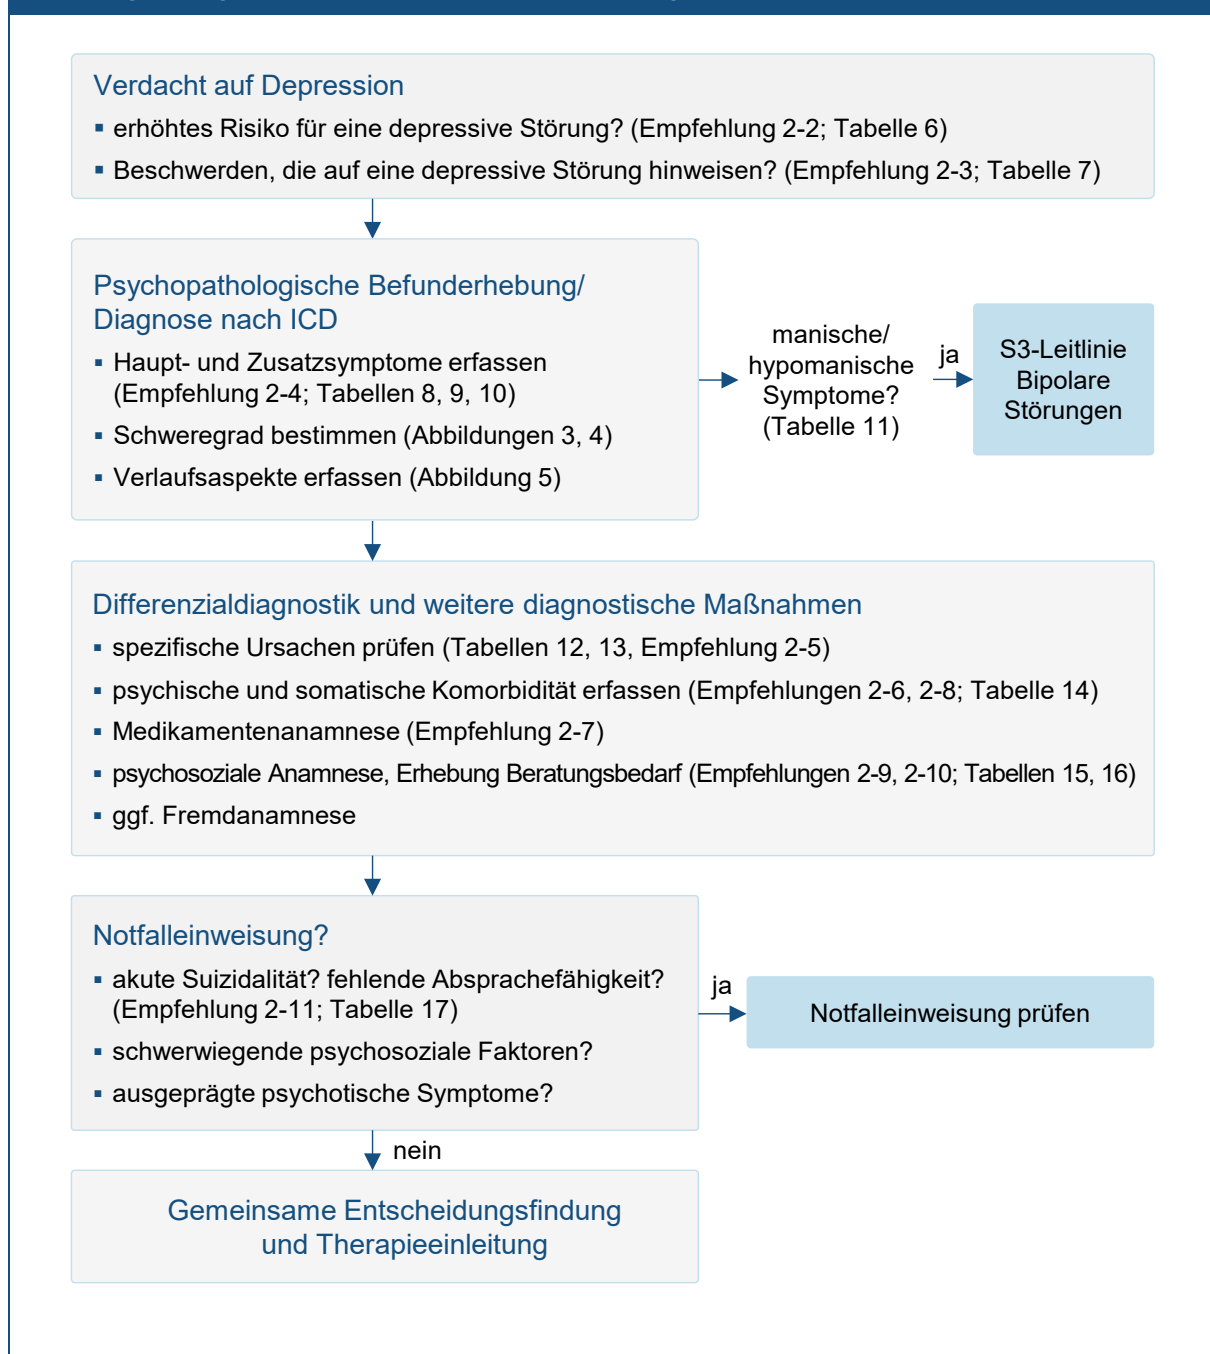 Verdacht auf Depression
▪ erhöhtes Risiko für eine depressive Störung? (Empfehlung 2-2; Tabelle 6)
▪ Beschwerden, die auf eine depressive Störung hinweisen? (Empfehlung 2-3; Tabelle 7)
Psychopathologische Befunderhebung/
Diagnose nach ICD
▪ Haupt- und Zusatzsymptome erfassen
(Empfehlung 2-4; Tabellen 8, 9, 10)
▪ Schweregrad bestimmen (Abbildungen 3, 4)
▪ Verlaufsaspekte erfassen (Abbildung 5)
manische/
hypomanische
Symptome?
(Tabelle 11)
ja
S3-Leitlinie
Bipolare
Störungen
Differenzialdiagnostik und weitere diagnostische Maßnahmen
▪ spezifische Ursachen prüfen (Tabellen 12, 13, Empfehlung 2-5)
▪ psychische und somatische Komorbidität erfassen (Empfehlungen 2-6, 2-8; Tabelle 14)
▪ Medikamentenanamnese (Empfehlung 2-7)
▪ psychosoziale Anamnese, Erhebung Beratungsbedarf (Empfehlungen 2-9, 2-10; Tabellen 15, 16)
▪ ggf. Fremdanamnese
Notfalleinweisung?
▪ akute Suizidalität? fehlende Absprachefähigkeit?
(Empfehlung 2-11; Tabelle 17)
▪ schwerwiegende psychosoziale Faktoren?
▪ ausgeprägte psychotische Symptome?
ja
Notfalleinweisung prüfen
nein
Gemeinsame Entscheidungsfindung
und Therapieeinleitung